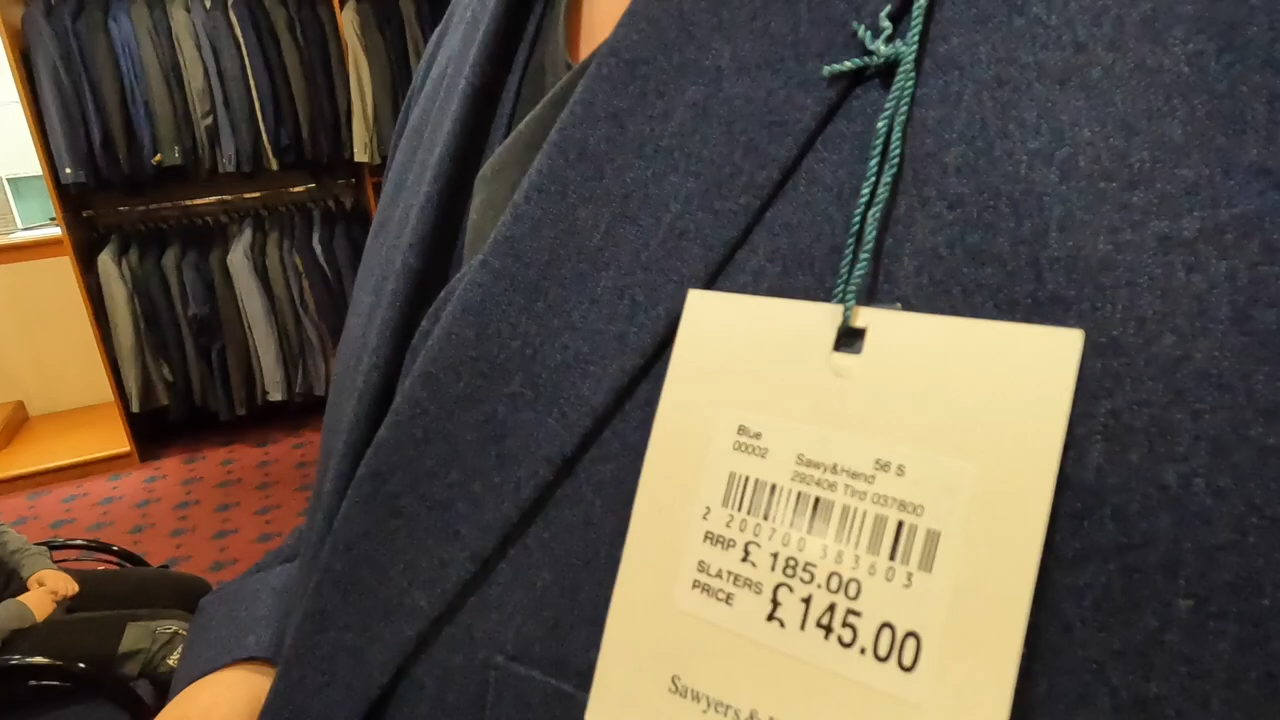 Blue
00002 Sawy&Hend 56 S
292406 Tlrd 037800
2 200700 383603
RRP £ 185.00
SLATERS PRICE £145.00
Sawyers &